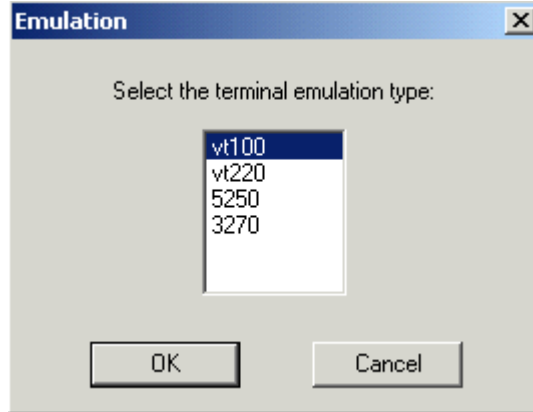 Emulation
Select the terminal emulation type:
vt100
vt220
5250
3270
OK Cancel